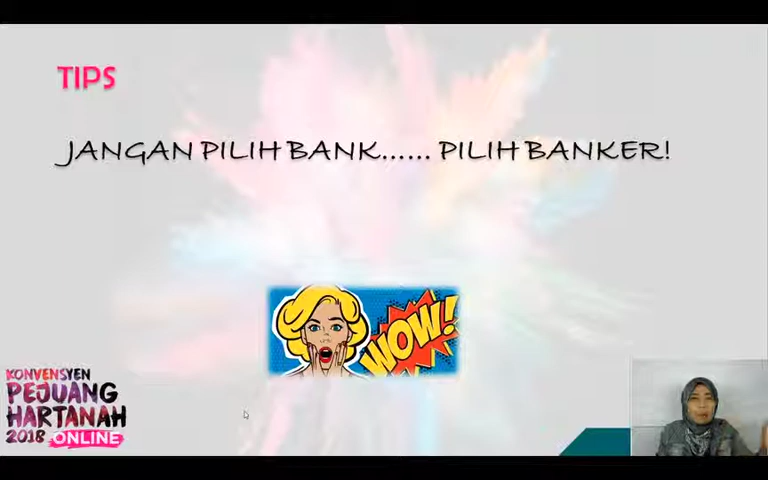 TIPS
JANGAN PILIH BANK...... PILIH BANKER!
WOW!
KONVENSYEN
PEJUANG
HARTANAH
2018 ONLINE